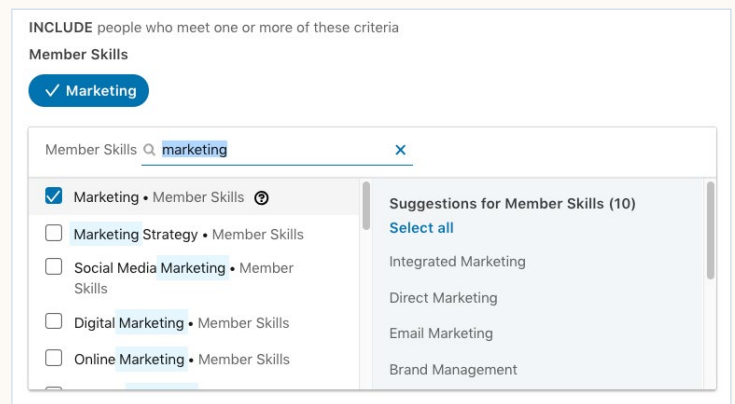 INCLUDE people who meet one or more of these criteria
Member Skills
✓ Marketing
Member Skills marketing ✕
Marketing • Member Skills ?
Marketing Strategy • Member Skills
Social Media Marketing • Member
Skills
Digital Marketing • Member Skills
Online Marketing • Member Skills
Suggestions for Member Skills (10)
Select all
Integrated Marketing
Direct Marketing
Email Marketing
Brand Management